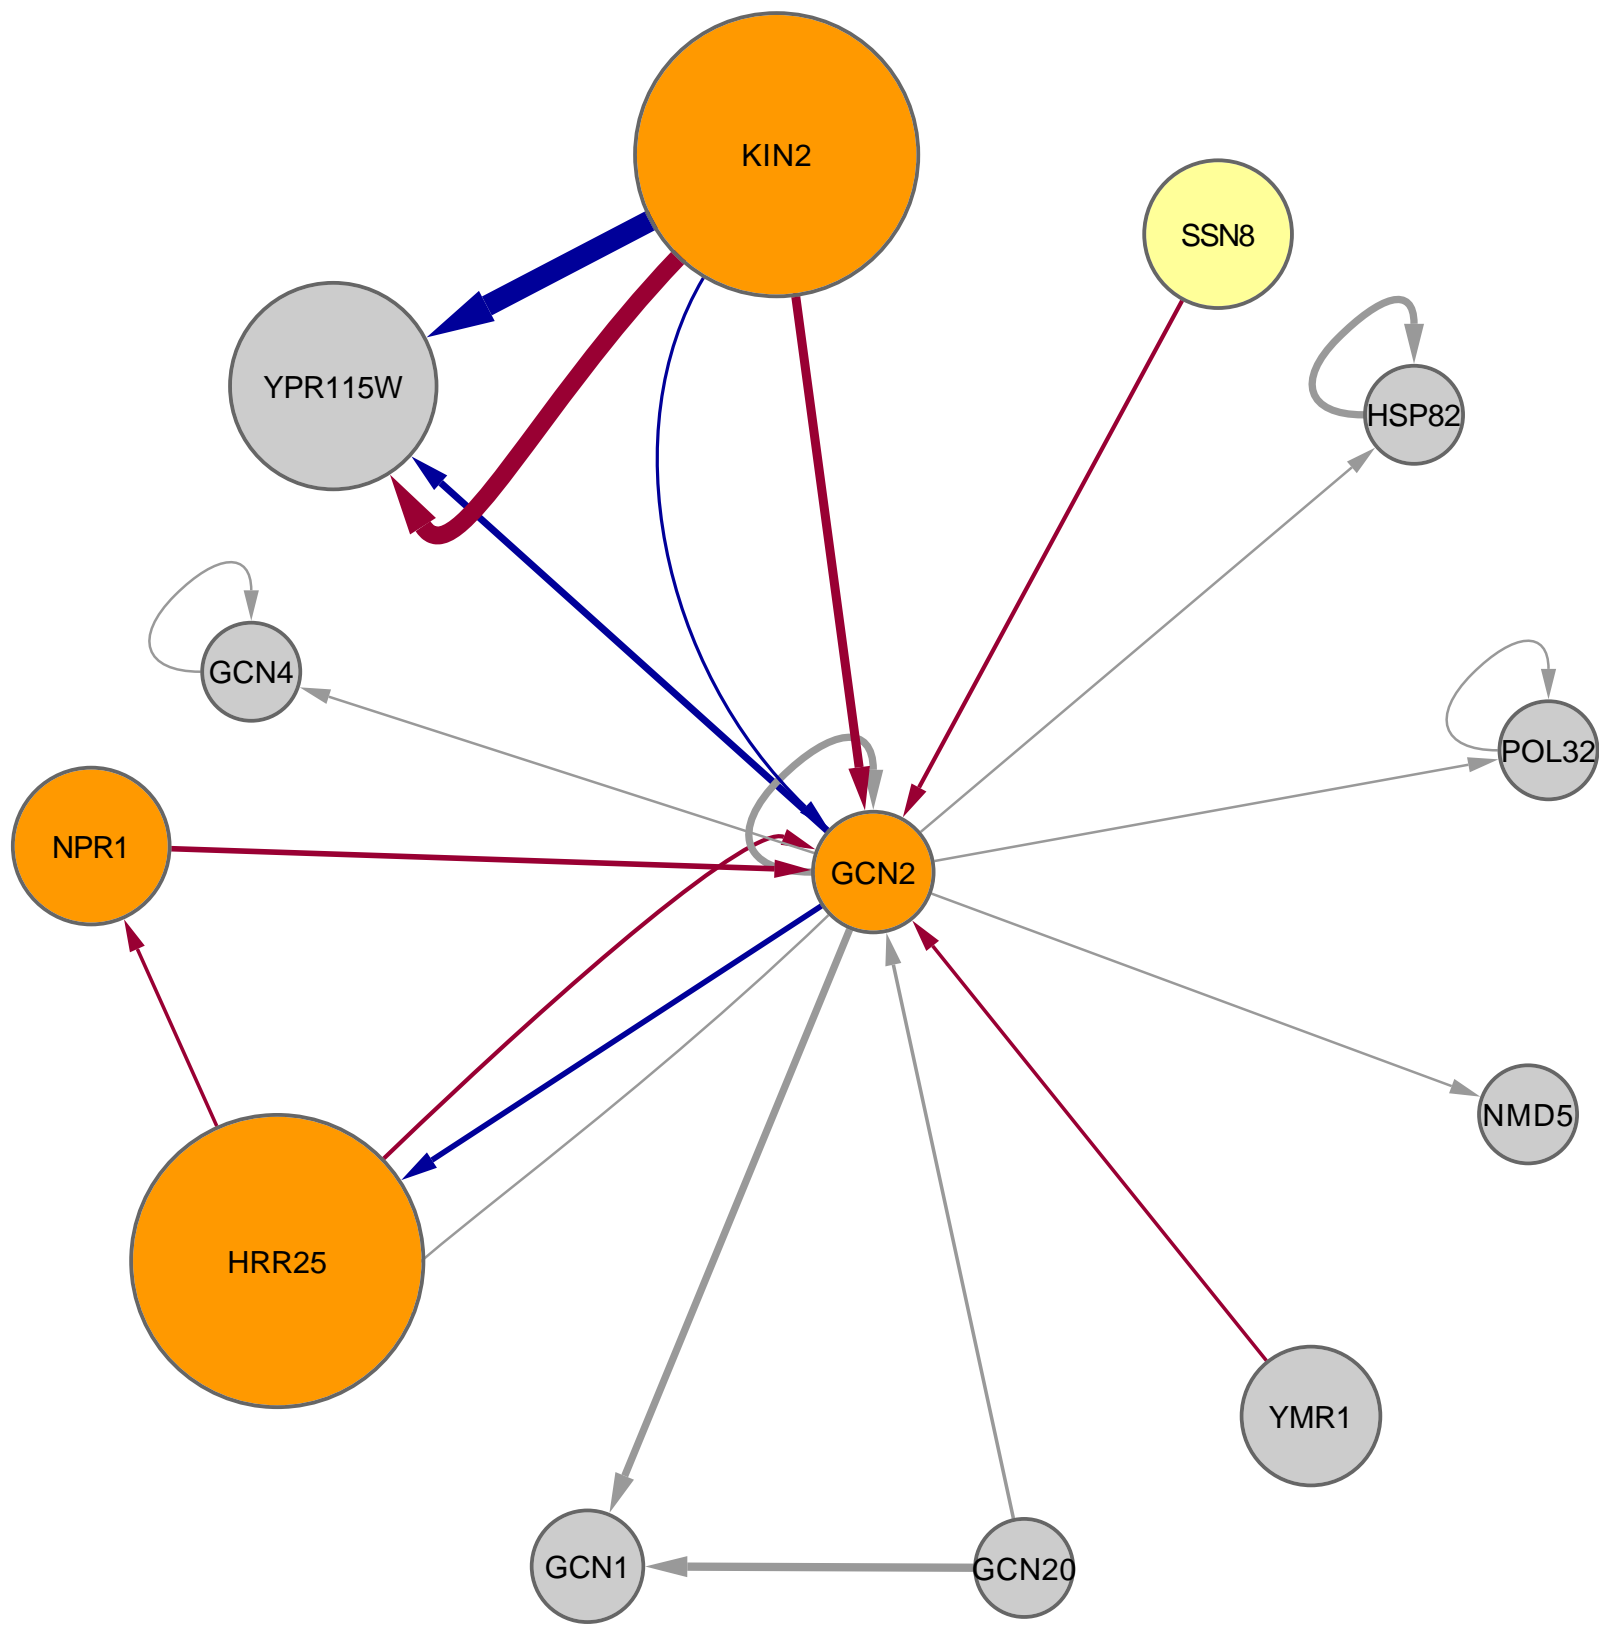 KIN2
SSN8
YPR115W
HSP82
GCN4
POL32
NPR1
GCN2
NMD5
HRR25
YMR1
GCN1
GCN20